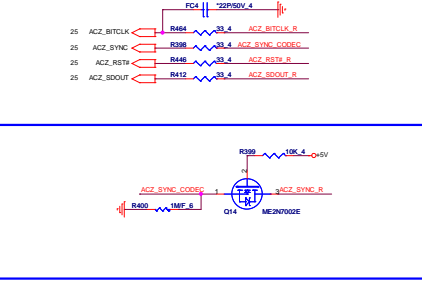 FC4 *22P/50V_4
25 ACZ_BITCLK R464 33_4 ACZ_BITCLK_R
25 ACZ_SYNC R398 33_4 ACZ_SYNC_CODEC
25 ACZ_RST# R446 33_4 ACZ_RST#_R
25 ACZ_SDOUT R412 33_4 ACZ_SDOUT_R
R399 10K_4 +5V
2
ACZ_SYNC_CODEC 1 3 ACZ_SYNC_R
R400 1M/F_6
Q14 ME2N7002E